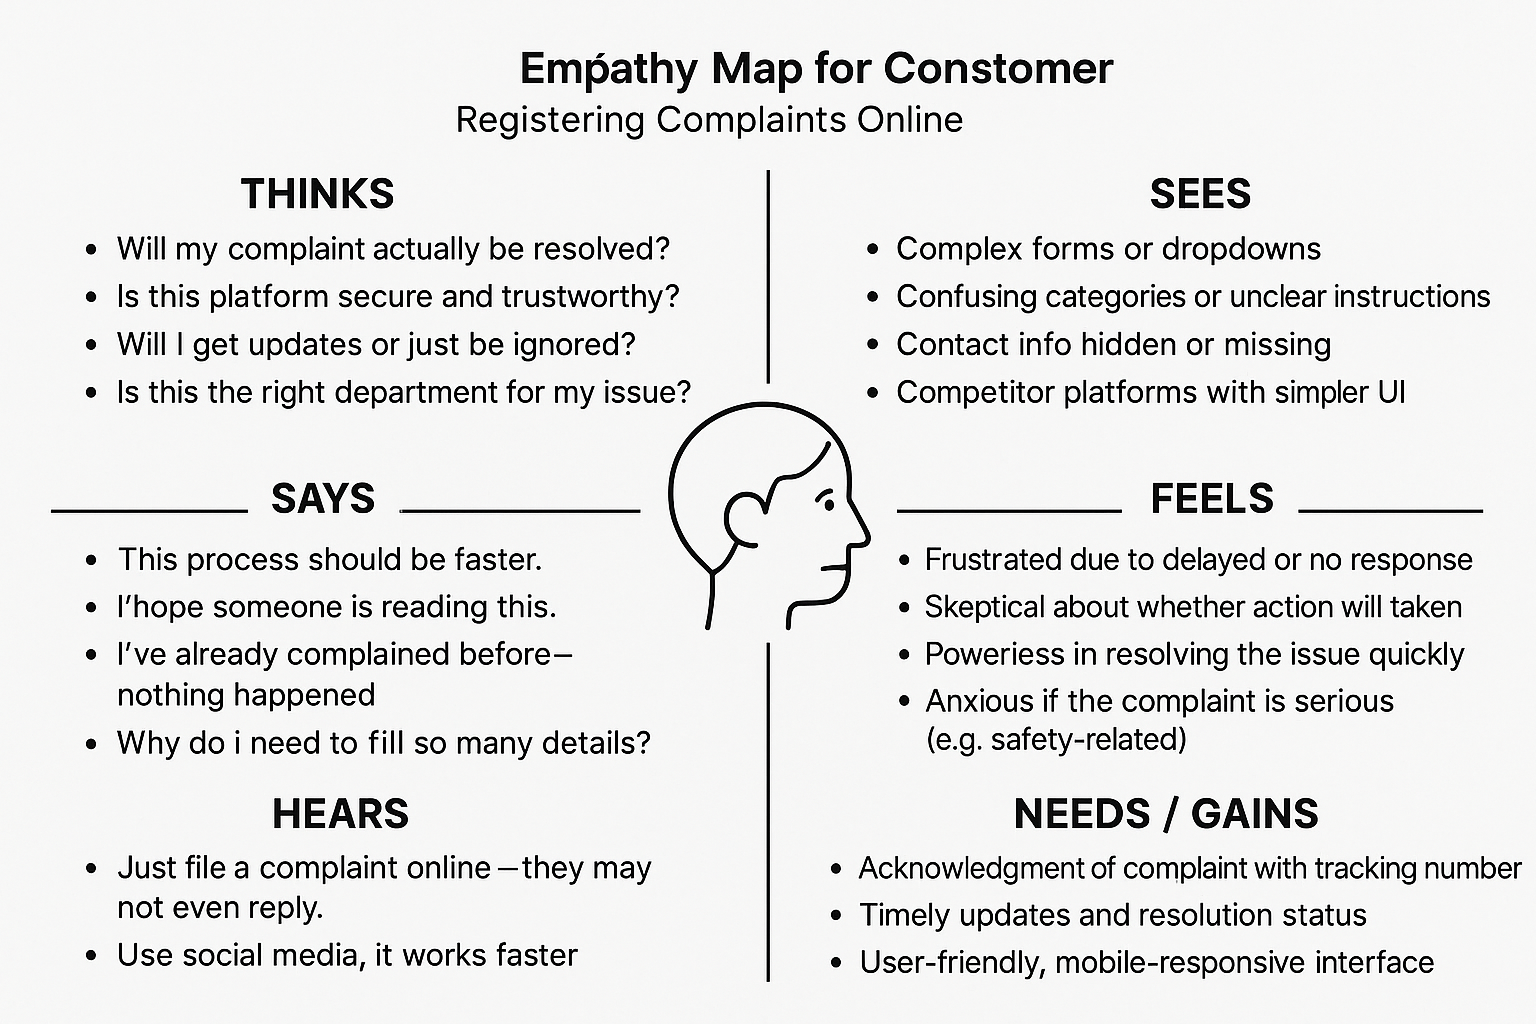 Emṕathy Map for Constomer
Registering Complaints Online
THINKS
• Will my complaint actually be resolved?
• Is this platform secure and trustworthy?
• Will I get updates or just be ignored?
• Is this the right department for my issue?
SEES
• Complex forms or dropdowns
• Confusing categories or unclear instructions
• Contact info hidden or missing
• Competitor platforms with simpler UI
SAYS
• This process should be faster.
• I’hope someone is reading this.
• I’ve already complained before—
nothing happened
• Why do i need to fill so many details?
FEELS
• Frustrated due to delayed or no response
• Skeptical about whether action will taken
• Poweriess in resolving the issue quickly
• Anxious if the complaint is serious
(e.g. safety-related)
HEARS
• Just file a complaint online —they may
not even reply.
• Use social media, it works faster
NEEDS / GAINS
• Acknowledgment of complaint with tracking number
• Timely updates and resolution status
• User-friendly, mobile-responsive interface